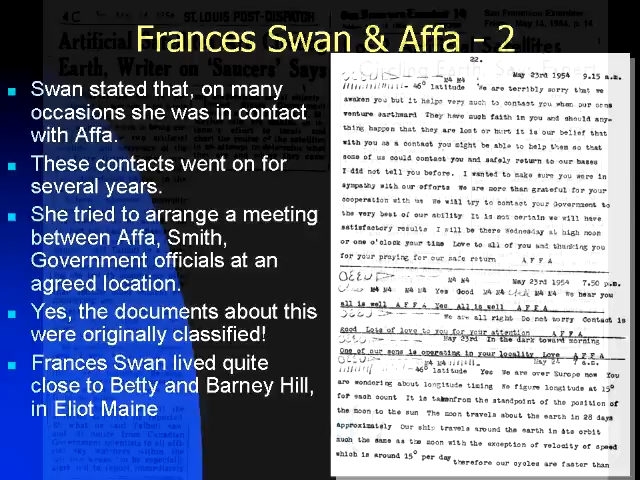 4C ST. LOUIS POST-DISPATCH
Frances Swan & Affa - 2
Swan stated that, on many
occasions she was in contact
with Affa.
These contacts went on for
several years.
She tried to arrange a meeting
between Affa, Smith,
Government officials at an
agreed location.
Yes, the documents about this
were originally classified!
Frances Swan lived quite
close to Betty and Barney Hill,
in Eliot Maine
22.
M4 M4 May 23rd 1954 9.15 a.m.
46° latitude We are terribly sorry that we
awaken you but it helps very much to contact you when our sons
venture earthward They have much faith in you and should any-
thing happen that they are lost or hurt it is our belief that
with you as a contact you might be able to help them so that
some of us could contact you and safely return to our bases
I did not tell you before. I wanted to make sure you were in
sympathy with our efforts We are more than grateful for your
cooperation with us We will try to contact your Government to
the very best of our ability It is not certain we will have
satisfactory results I will be there Wednesday at high noon
or one o'clock your time Love to all of you and thanking you
for your praying for our safe return A F F A
M4 M4 May 23rd 1954 7.50 p.m.
M4 M4 M4 Yes Good M4 M4 M4 M4 We hear you
all is well A F F A Yes All is well A F F A
We are all right Do not worry Contact is
good Lots of love to you for your attention A F F A
May 23rd In the dark toward morning
One of our sons is operating in your locality Love A F F A
M4 M4 May 24 a.m.
46° latitude Yes We are over Europe now You
are wondering about longitude timing We figure longitude at 15°
for each count It is takenfrom the standpoint of the position of
the moon to the sun The moon travels about the earth in 28 days
approximately Our ship travels around the earth in its orbit
much the same as the moon with the exception of velocity of speed
which is around 15° per day therefore our cycles are faster than